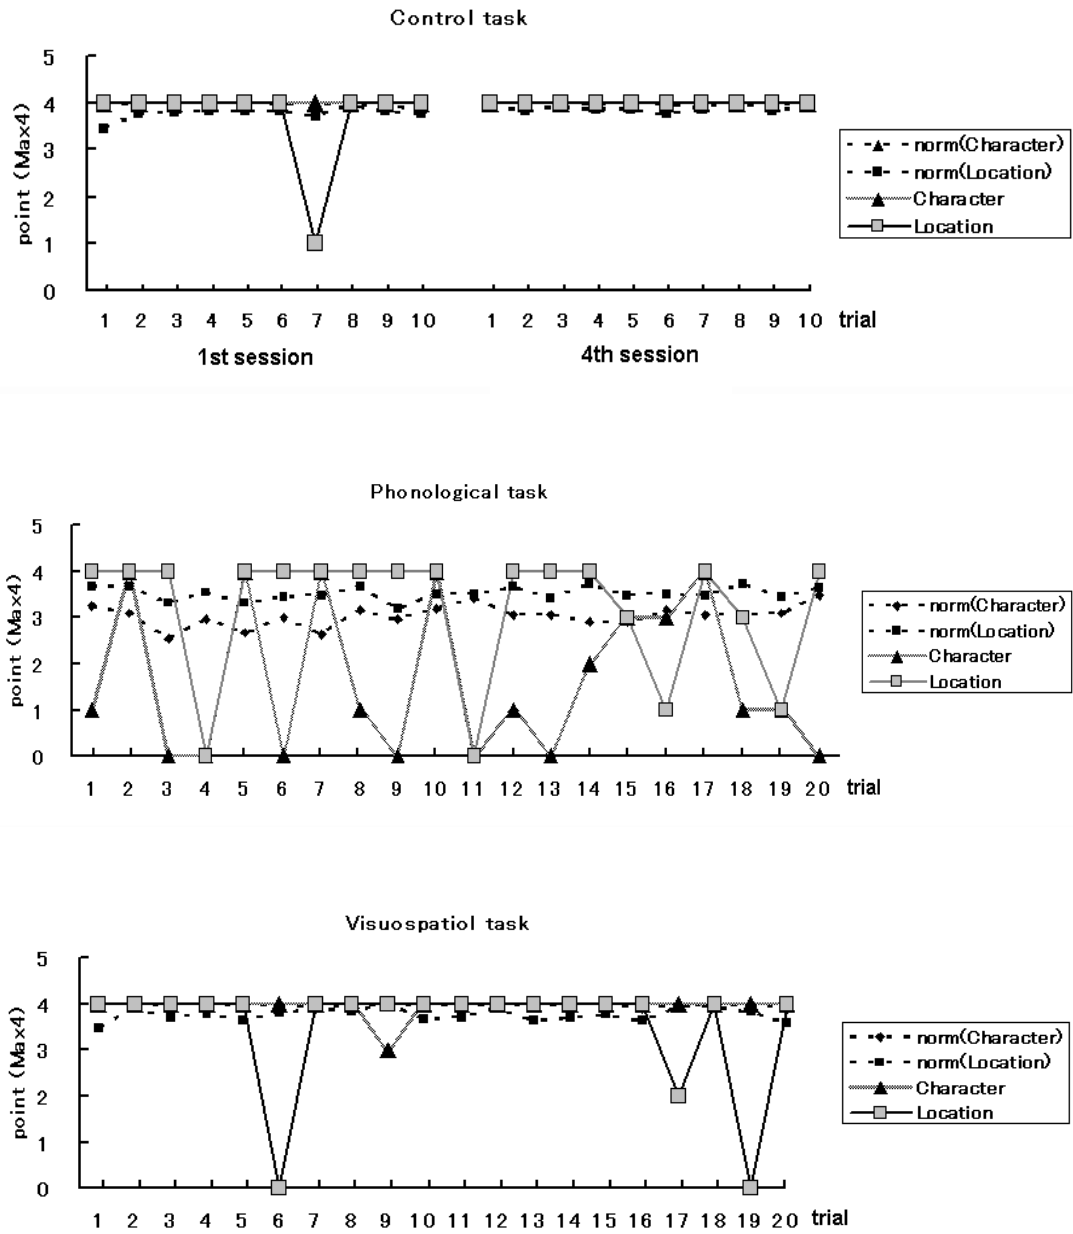 Control task
5
4
3
2
1
0
point (Max4)
1 2 3 4 5 6 7 8 9 10 1 2 3 4 5 6 7 8 9 10 trial
1st session 4th session
norm(Character)
norm(Location)
Character
Location
Phonological task
5
4
3
2
1
0
point (Max4)
1 2 3 4 5 6 7 8 9 10 11 12 13 14 15 16 17 18 19 20 trial
norm(Character)
norm(Location)
Character
Location
Visuospatiol task
5
4
3
2
1
0
point (Max4)
1 2 3 4 5 6 7 8 9 10 11 12 13 14 15 16 17 18 19 20 trial
norm(Character)
norm(Location)
Character
Location